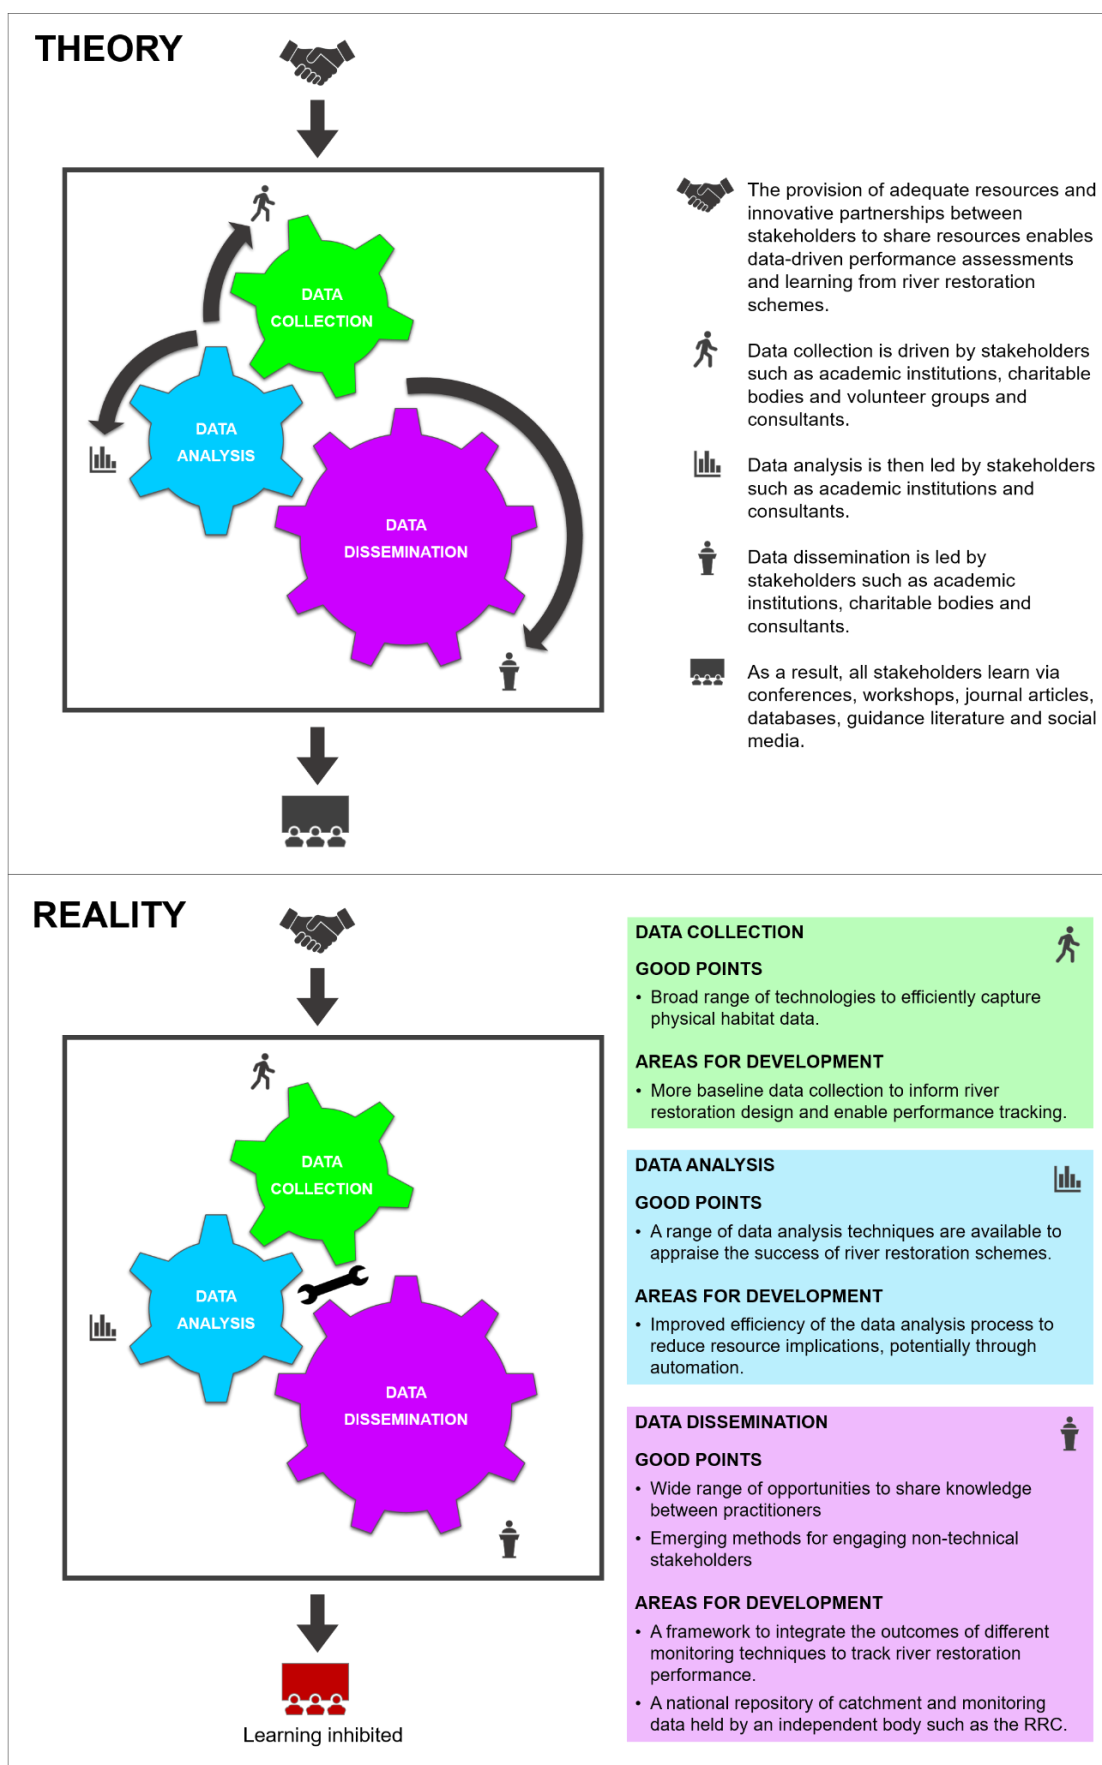 THEORY
DATA
COLLECTION
DATA
ANALYSIS
DATA
DISSEMINATION
The provision of adequate resources and
innovative partnerships between
stakeholders to share resources enables
data-driven performance assessments
and learning from river restoration
schemes.
Data collection is driven by stakeholders
such as academic institutions, charitable
bodies and volunteer groups and
consultants.
Data analysis is then led by stakeholders
such as academic institutions and
consultants.
Data dissemination is led by
stakeholders such as academic
institutions, charitable bodies and
consultants.
As a result, all stakeholders learn via
conferences, workshops, journal articles,
databases, guidance literature and social
media.
REALITY
DATA
COLLECTION
DATA
ANALYSIS
DATA
DISSEMINATION
Learning inhibited
DATA COLLECTION
GOOD POINTS
• Broad range of technologies to efficiently capture
physical habitat data.
AREAS FOR DEVELOPMENT
• More baseline data collection to inform river
restoration design and enable performance tracking.
DATA ANALYSIS
GOOD POINTS
• A range of data analysis techniques are available to
appraise the success of river restoration schemes.
AREAS FOR DEVELOPMENT
• Improved efficiency of the data analysis process to
reduce resource implications, potentially through
automation.
DATA DISSEMINATION
GOOD POINTS
• Wide range of opportunities to share knowledge
between practitioners
• Emerging methods for engaging non-technical
stakeholders
AREAS FOR DEVELOPMENT
• A framework to integrate the outcomes of different
monitoring techniques to track river restoration
performance.
• A national repository of catchment and monitoring
data held by an independent body such as the RRC.